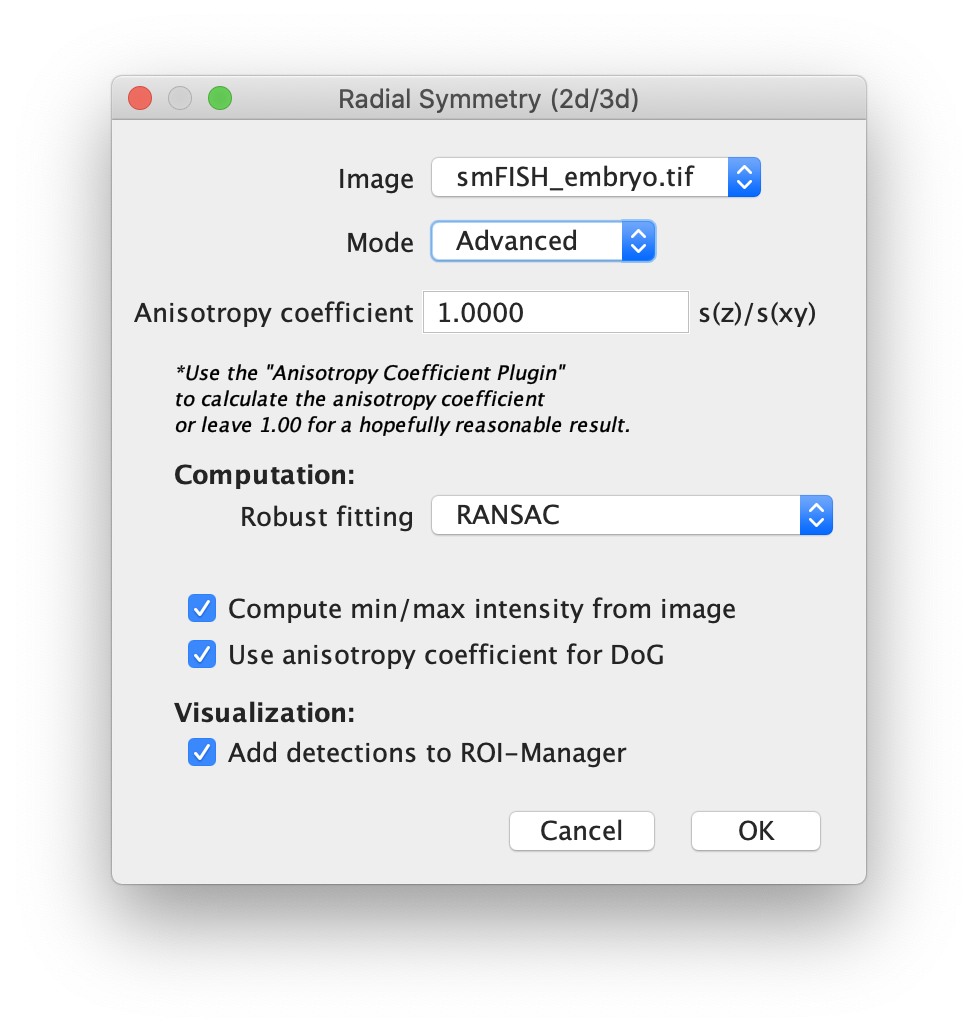 Radial Symmetry (2d/3d)
Image smFISH_embryo.tif
Mode Advanced
Anisotropy coefficient 1.0000 s(z)/s(xy)
*Use the "Anisotropy Coefficient Plugin"
to calculate the anisotropy coefficient
or leave 1.00 for a hopefully reasonable result.
Computation:
Robust fitting RANSAC
Compute min/max intensity from image
Use anisotropy coefficient for DoG
Visualization:
Add detections to ROI-Manager
Cancel OK